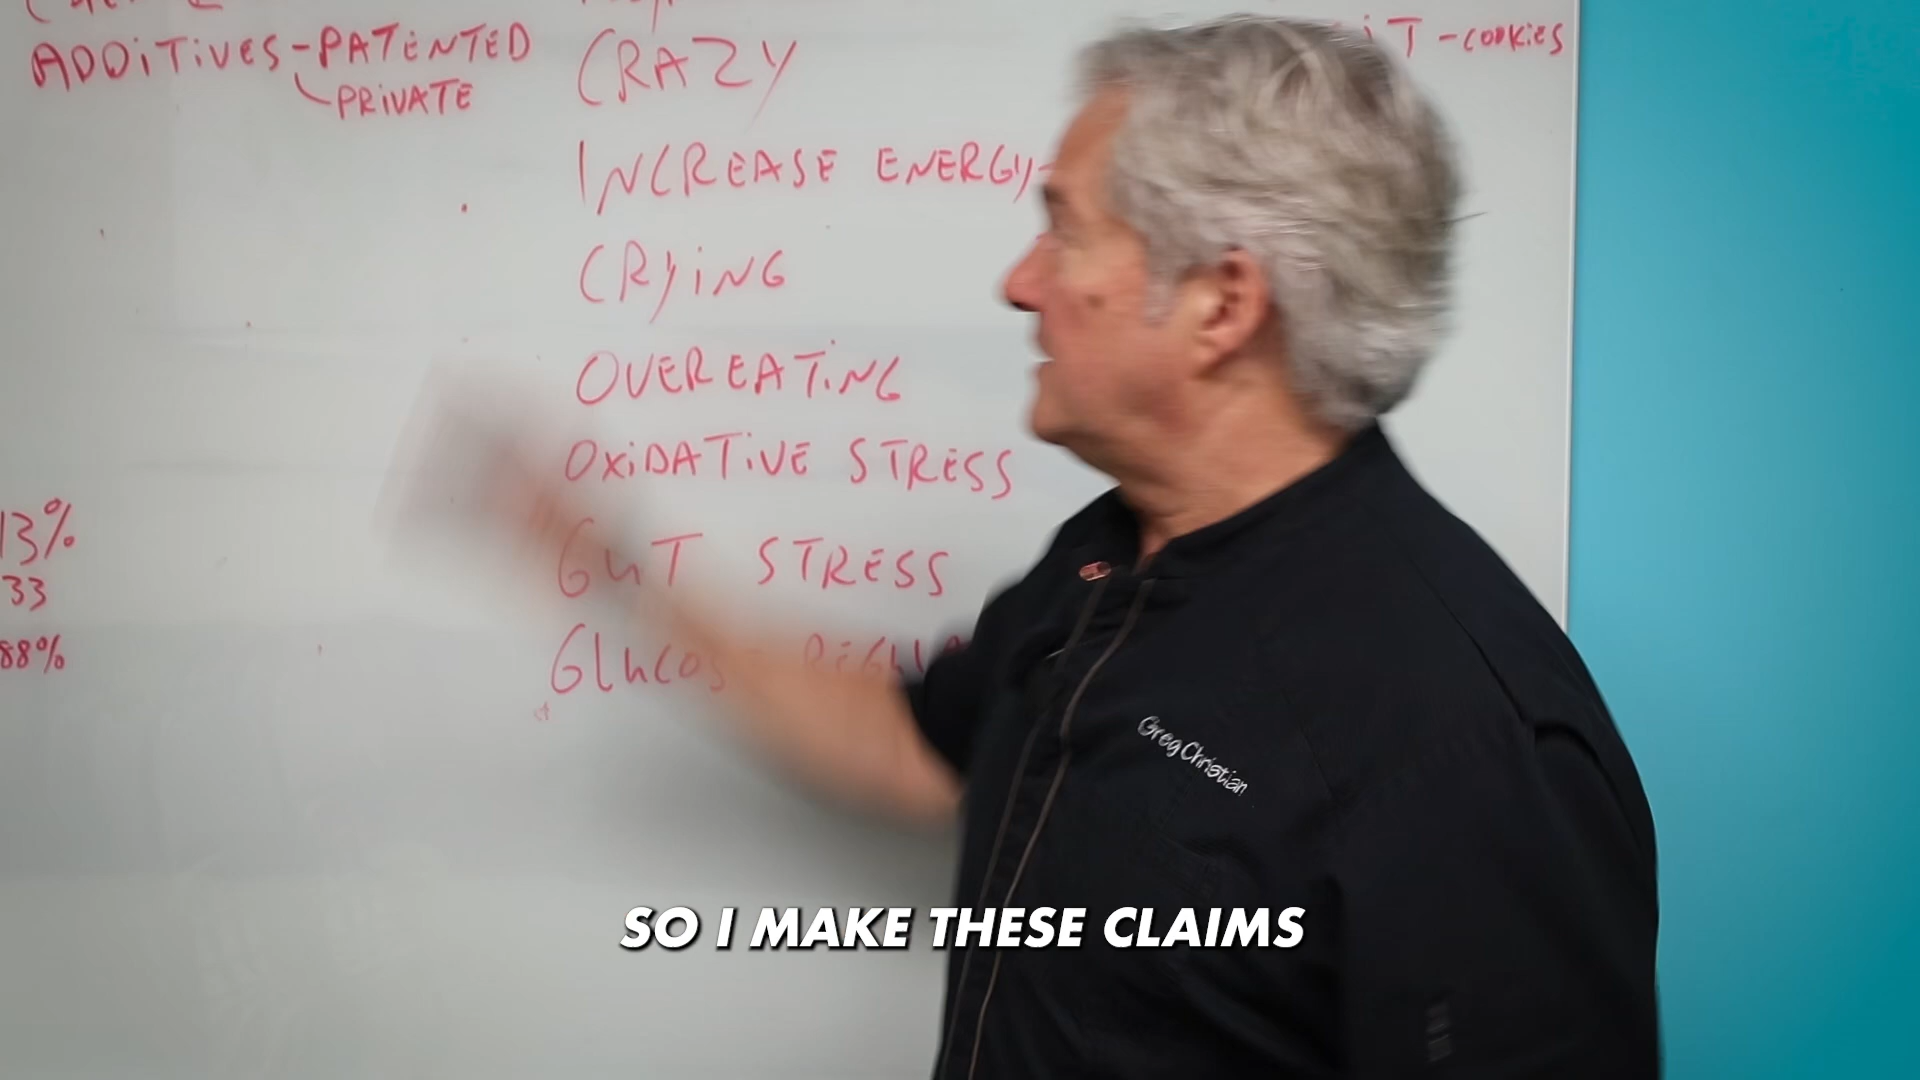 ADDiTiVES - PATENTED
PRiVATE
CRAZY
INCREASE ENERGY-
CRYiNG
OVEREATiNG
OXiDATiVE STRESS
GuT STRESS
13%
33
88%
iT - cookies
Greg Christian
SO I MAKE THESE CLAIMS